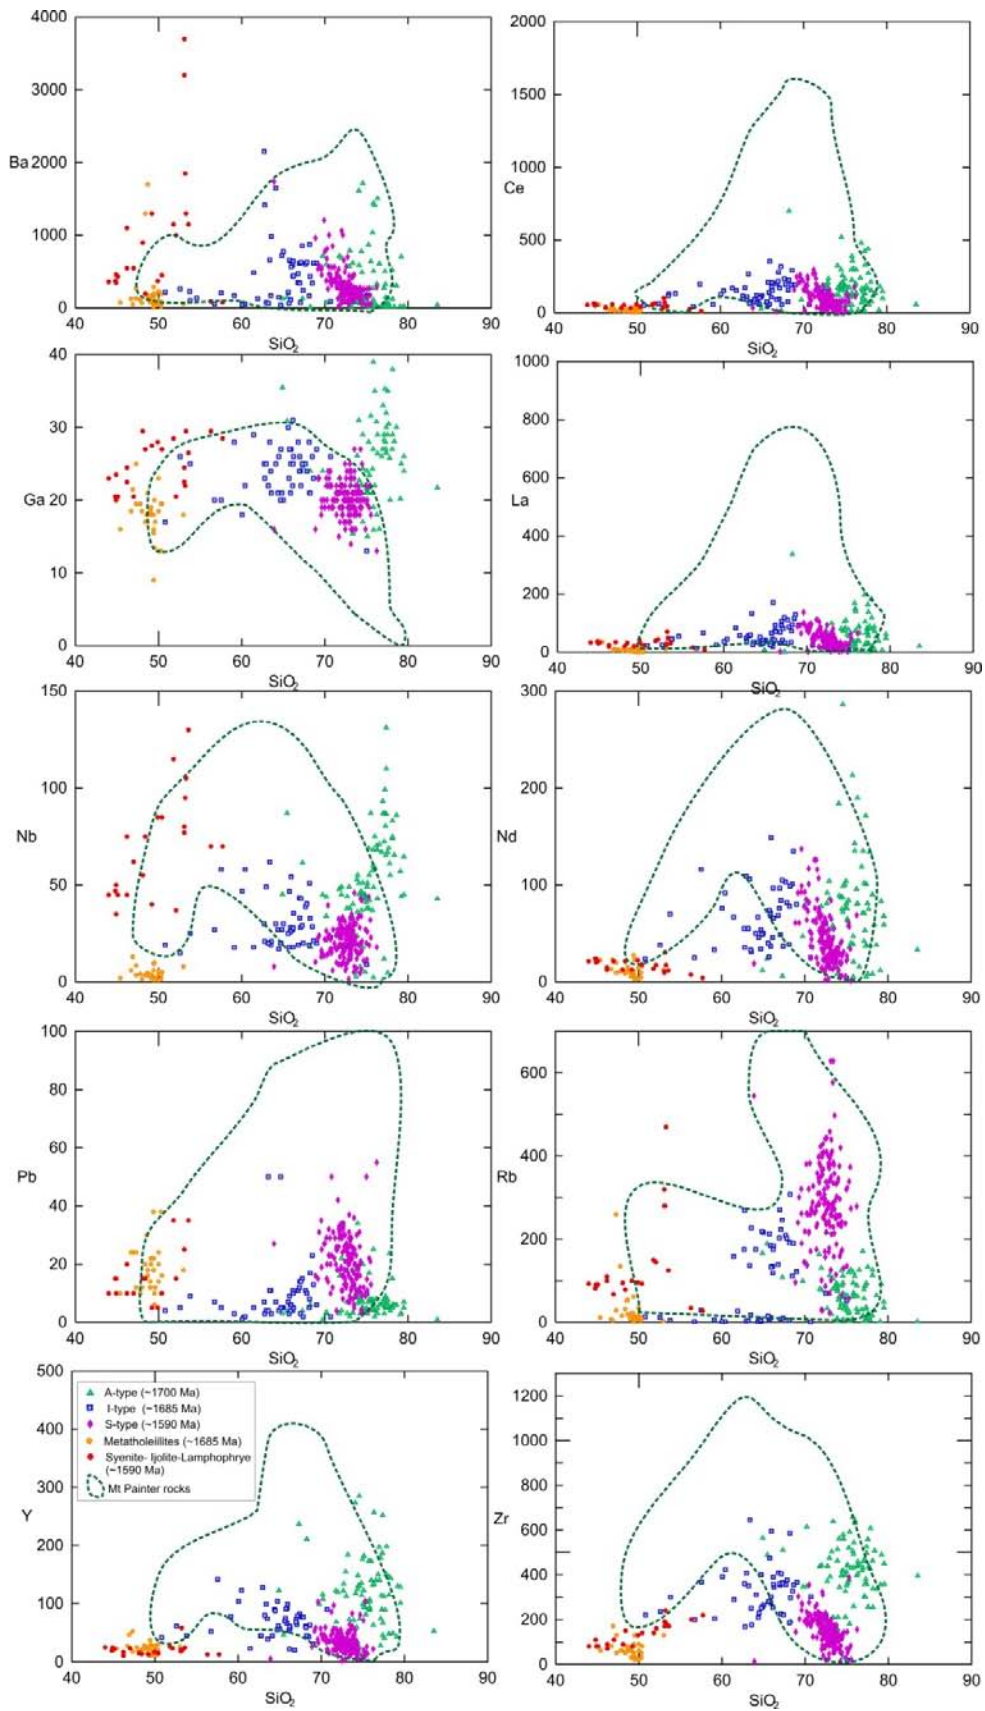 4000
3000
Ba
2000
1000
0
40 50 60 70 80 90
SiO2
2000
1500
Ce
1000
500
0
40 50 60 70 80 90
SiO2
40
30
Ga
20
10
0
40 50 60 70 80 90
SiO2
1000
800
600
La
400
200
0
40 50 60 70 80 90
SiO2
150
100
Nb
50
0
40 50 60 70 80 90
SiO2
300
200
Nd
100
0
40 50 60 70 80 90
SiO2
100
80
60
Pb
40
20
0
40 50 60 70 80 90
SiO2
600
400
Rb
200
0
40 50 60 70 80 90
SiO2
500
400
300
Y
200
100
0
40 50 60 70 80 90
SiO2
A-type (~1700 Ma)
I-type (~1685 Ma)
S-type (~1590 Ma)
Metatholeiilites (~1685 Ma)
Syenite- Ijolite-Lamphophrye
(~1590 Ma)
Mt Painter rocks
1200
1000
800
Zr
600
400
200
0
40 50 60 70 80 90
SiO2